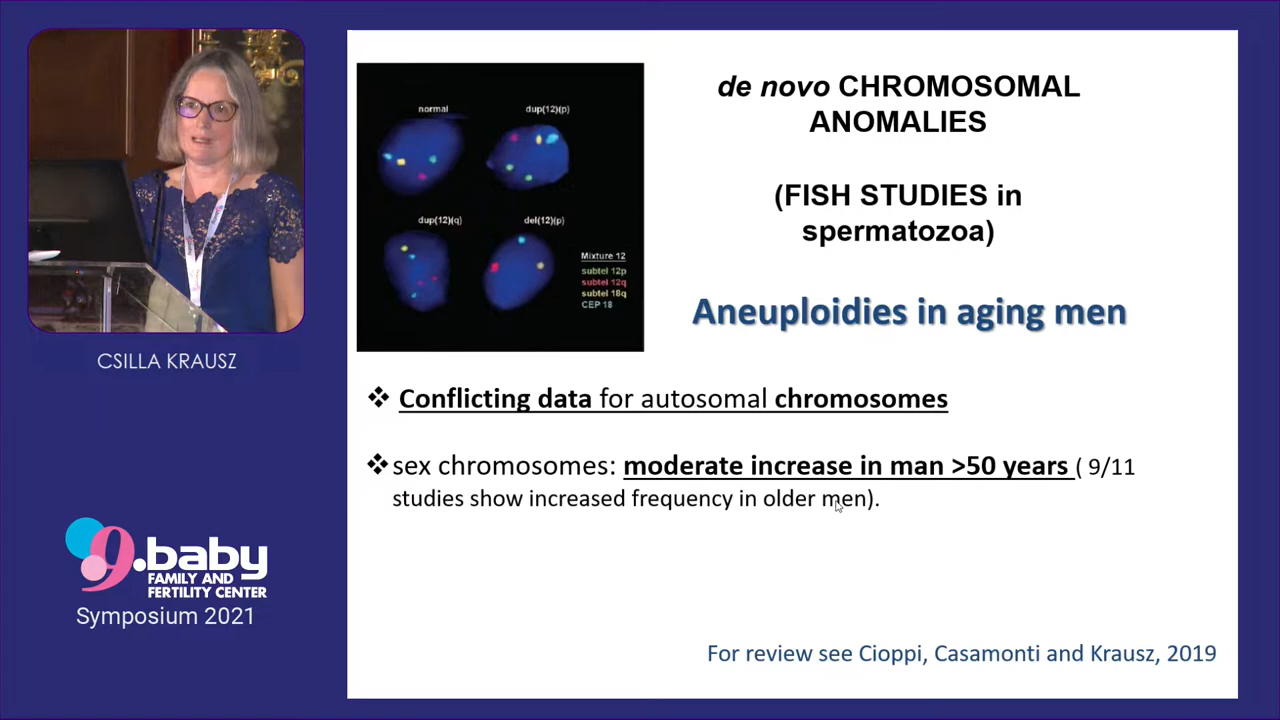 normal
dup(12)(p)
dup(12)(q)
del(12)(p)
Mixture 12
subtel 12p
subtel 12q
subtel 18q
CEP 18
de novo CHROMOSOMAL
ANOMALIES
(FISH STUDIES in
spermatozoa)
Aneuploidies in aging men
❖ Conflicting data for autosomal chromosomes
❖ sex chromosomes: moderate increase in man >50 years ( 9/11
studies show increased frequency in older men).
For review see Cioppi, Casamonti and Krausz, 2019
CSILLA KRAUSZ
9.baby
FAMILY AND
FERTILITY CENTER
Symposium 2021